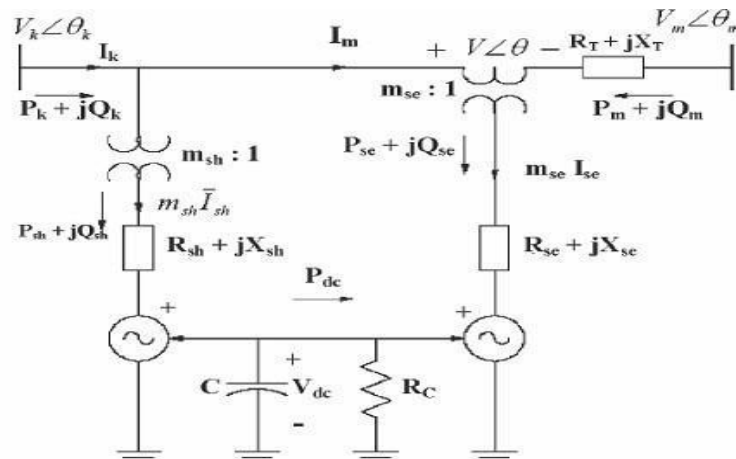 V_k∠θ_k
I_k
I_m
+ V∠θ −
R_T + jX_T
V_m∠θ_m
P_k + jQ_k
m_se : 1
P_m + jQ_m
m_sh : 1
P_se + jQ_se
m_se I_se
P_sh + jQ_sh
m_sh Ī_sh
R_sh + jX_sh
R_se + jX_se
P_dc
+
+
C
+
V_dc
-
R_C